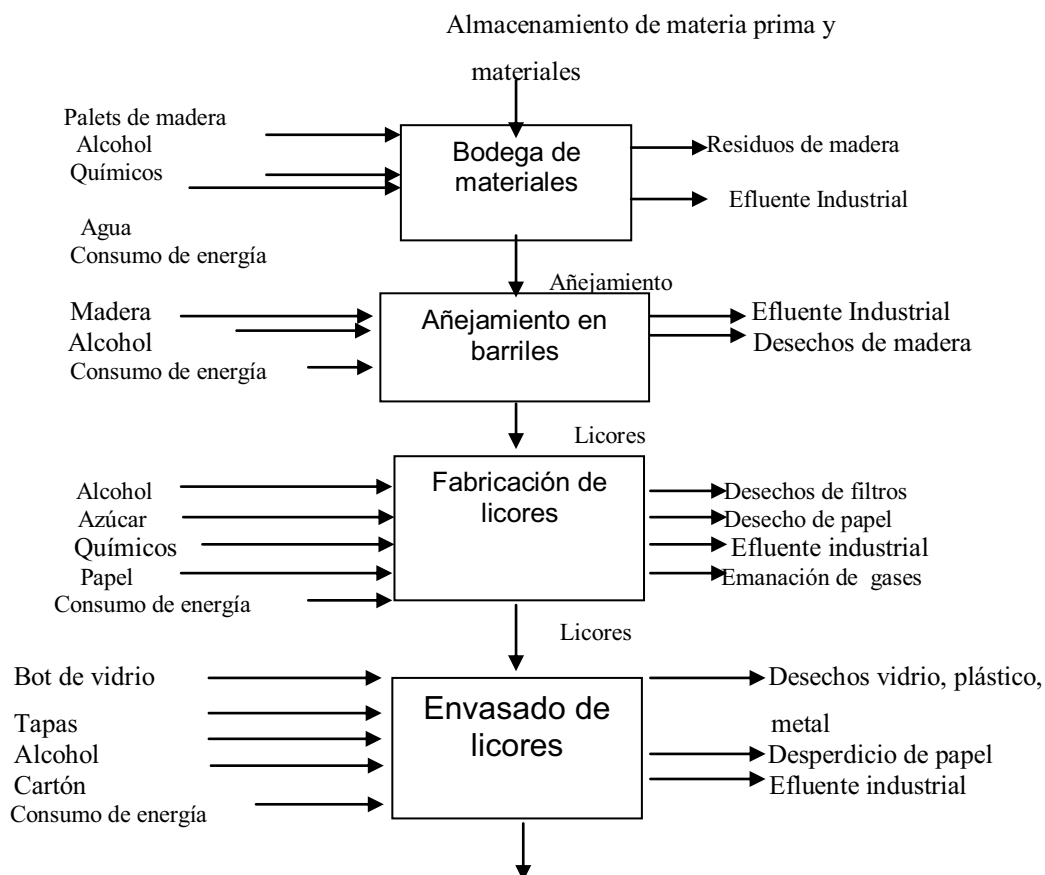 Almacenamiento de materia prima y
materiales
Palets de madera
Alcohol
Químicos
Agua
Consumo de energía
Bodega de
materiales
Residuos de madera
Efluente Industrial
Añejamiento
Madera
Alcohol
Consumo de energía
Añejamiento en
barriles
Efluente Industrial
Desechos de madera
Licores
Alcohol
Azúcar
Químicos
Papel
Consumo de energía
Fabricación de
licores
Desechos de filtros
Desecho de papel
Efluente industrial
Emanación de gases
Licores
Bot de vidrio
Tapas
Alcohol
Cartón
Consumo de energía
Envasado de
licores
Desechos vidrio, plástico,
metal
Desperdicio de papel
Efluente industrial